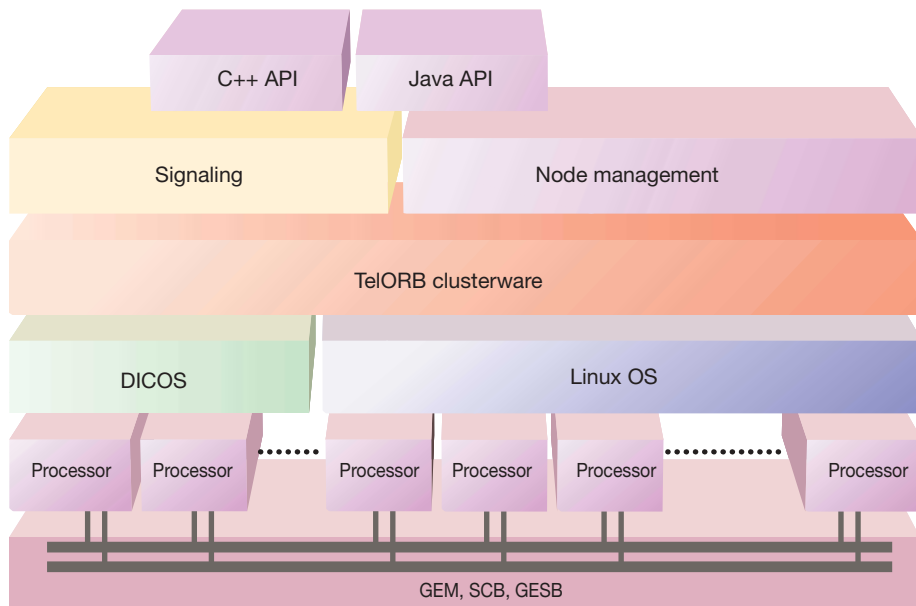 C++ API
Java API
Signaling
Node management
TelORB clusterware
DICOS
Linux OS
Processor
Processor
Processor
Processor
Processor
Processor
GEM, SCB, GESB